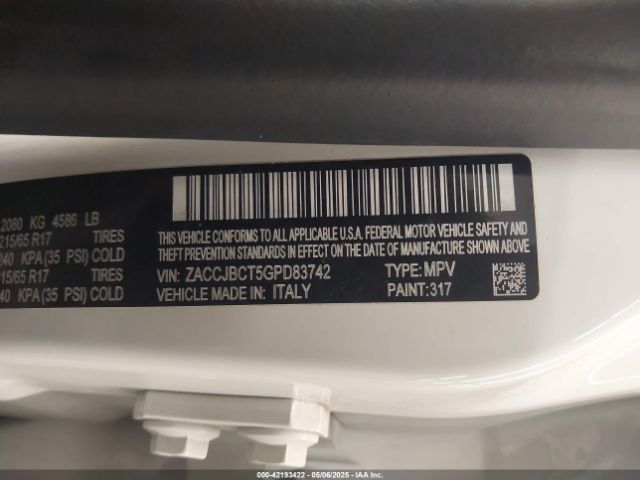 2080 KG 4586 LB
215/65 R17 TIRES
240 KPA (35 PSI) COLD
215/65 R17 TIRES
240 KPA (35 PSI) COLD
THIS VEHICLE CONFORMS TO ALL APPLICABLE U.S.A. FEDERAL MOTOR VEHICLE SAFETY AND
THEFT PREVENTION STANDARDS IN EFFECT ON THE DATE OF MANUFACTURE SHOWN ABOVE
VIN: ZACCJBCT5GPD83742 TYPE: MPV
VEHICLE MADE IN: ITALY PAINT: 317
000-42193422 - 05/06/2025 - IAA